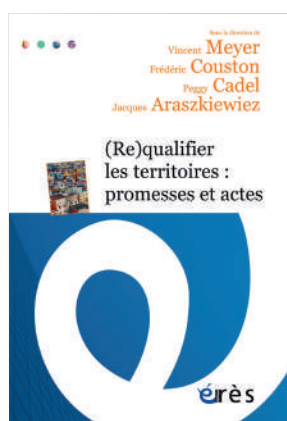 Sous la direction de
Vincent Meyer
Frédéric Couston
Peggy Cadel
Jacques Araszkiewiez
(Re)qualifier
les territoires :
promesses et actes
érès